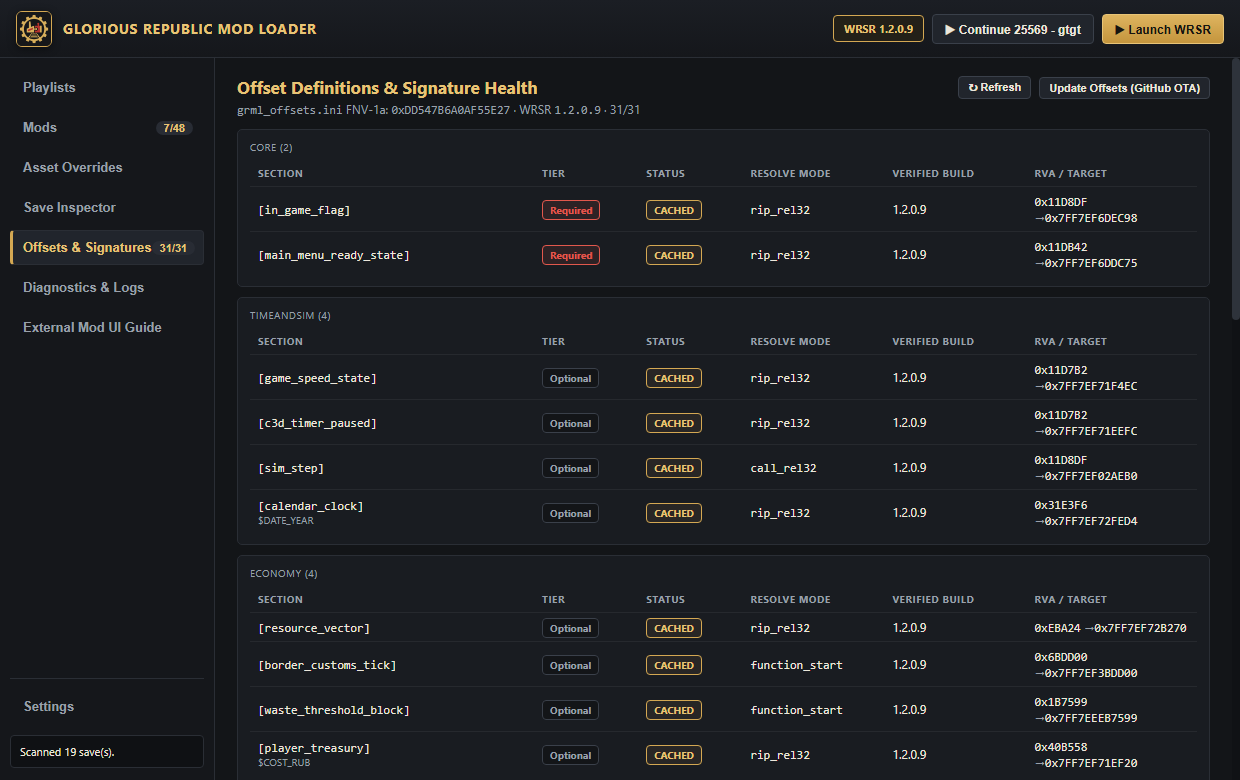 GLORIOUS REPUBLIC MOD LOADER
WRSR 1.2.0.9
▶ Continue 25569 - gtgt
▶ Launch WRSR
Playlists
Mods 7/48
Asset Overrides
Save Inspector
Offsets & Signatures 31/31
Diagnostics & Logs
External Mod UI Guide
Settings
Scanned 19 save(s).
Offset Definitions & Signature Health
↻ Refresh
Update Offsets (GitHub OTA)
grml_offsets.ini FNV-1a: 0xDD547B6A0AF55E27 · WRSR 1.2.0.9 · 31/31
CORE (2)
SECTION TIER STATUS RESOLVE MODE VERIFIED BUILD RVA / TARGET
[in_game_flag] Required CACHED rip_rel32 1.2.0.9 0x11D8DF
→0x7FF7EF6DEC98
[main_menu_ready_state] Required CACHED rip_rel32 1.2.0.9 0x11DB42
→0x7FF7EF6DDC75
TIMEANDSIM (4)
SECTION TIER STATUS RESOLVE MODE VERIFIED BUILD RVA / TARGET
[game_speed_state] Optional CACHED rip_rel32 1.2.0.9 0x11D7B2
→0x7FF7EF71F4EC
[c3d_timer_paused] Optional CACHED rip_rel32 1.2.0.9 0x11D7B2
→0x7FF7EF71EEFC
[sim_step] Optional CACHED call_rel32 1.2.0.9 0x11D8DF
→0x7FF7EF02AEB0
[calendar_clock] Optional CACHED rip_rel32 1.2.0.9 0x31E3F6
$DATE_YEAR →0x7FF7EF72FED4
ECONOMY (4)
SECTION TIER STATUS RESOLVE MODE VERIFIED BUILD RVA / TARGET
[resource_vector] Optional CACHED rip_rel32 1.2.0.9 0xEBA24 →0x7FF7EF72B270
[border_customs_tick] Optional CACHED function_start 1.2.0.9 0x6BDD00
→0x7FF7EF3BDD00
[waste_threshold_block] Optional CACHED function_start 1.2.0.9 0x1B7599
→0x7FF7EEEB7599
[player_treasury] Optional CACHED rip_rel32 1.2.0.9 0x40B558
$COST_RUB →0x7FF7EF71EF20